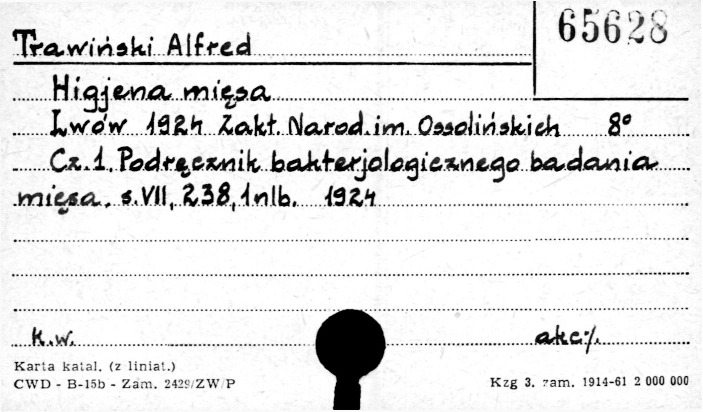 65628
Trawiński Alfred
Higjena mięsa
Lwów 1924 Zakt. Narod. im. Ossolińskich 8°
Cz. 1. Podręcznik bakterjologicznego badania
mięsa. s. VII, 238, 1 nlb. 1924
k.w. akc:/.
Karta katal. (z liniat.)
CWD - B-15b - Zam. 2429/ZW/P Kzg 3. zam. 1914-61 2 000 000